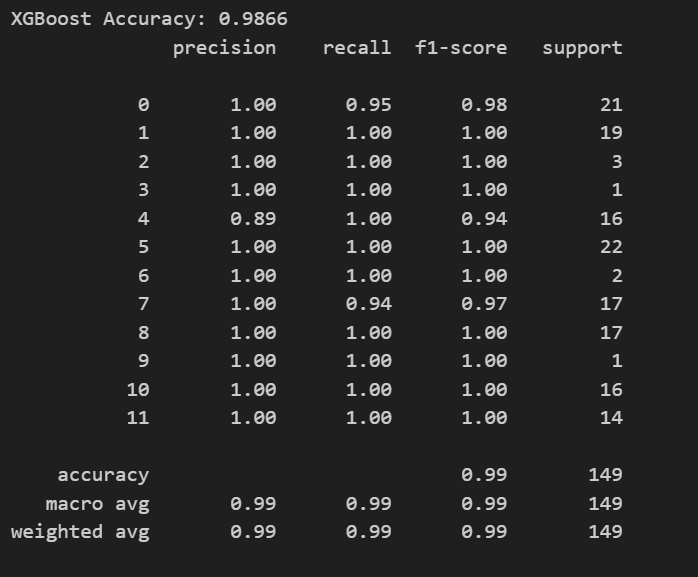 XGBoost Accuracy: 0.9866
precision recall f1-score support
0 1.00 0.95 0.98 21
1 1.00 1.00 1.00 19
2 1.00 1.00 1.00 3
3 1.00 1.00 1.00 1
4 0.89 1.00 0.94 16
5 1.00 1.00 1.00 22
6 1.00 1.00 1.00 2
7 1.00 0.94 0.97 17
8 1.00 1.00 1.00 17
9 1.00 1.00 1.00 1
10 1.00 1.00 1.00 16
11 1.00 1.00 1.00 14
accuracy 0.99 149
macro avg 0.99 0.99 0.99 149
weighted avg 0.99 0.99 0.99 149